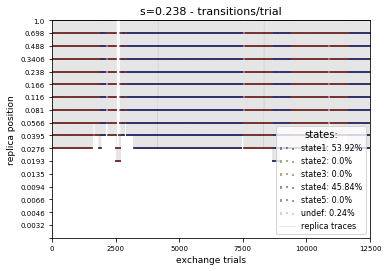 s=0.238 - transitions/trial
1.0
0.698
0.488
0.3406
0.238
0.166
0.116
0.081
0.0566
0.0395
0.0276
0.0193
0.0135
0.0094
0.0066
0.0046
0.0032
replica position
states:
state1: 53.92%
state2: 0.0%
state3: 0.0%
state4: 45.84%
state5: 0.0%
undef: 0.24%
replica traces
0
2500
5000
7500
10000
12500
exchange trials